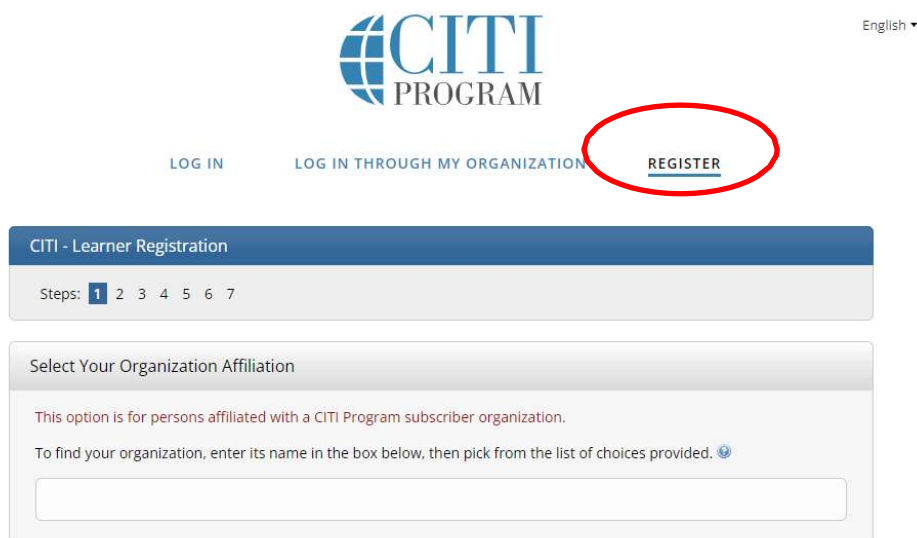 English
CITI
PROGRAM
LOG IN LOG IN THROUGH MY ORGANIZATION REGISTER
CITI - Learner Registration
Steps: 1 2 3 4 5 6 7
Select Your Organization Affiliation
This option is for persons affiliated with a CITI Program subscriber organization.
To find your organization, enter its name in the box below, then pick from the list of choices provided.